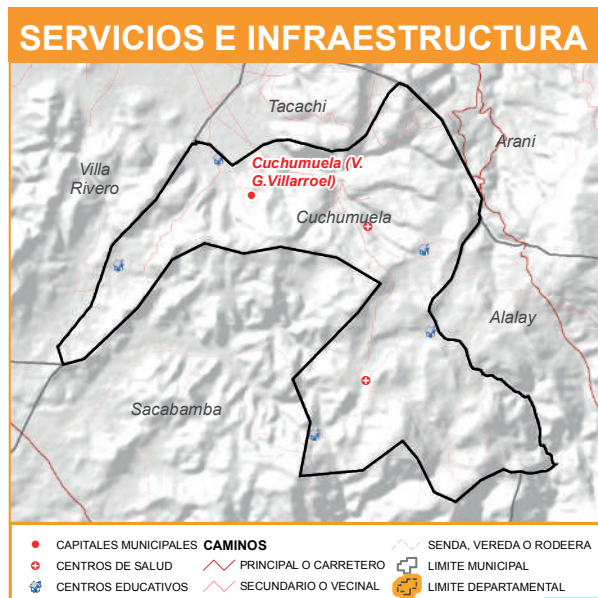 SERVICIOS E INFRAESTRUCTURA
Tacachi
Arani
Villa
Rivero
Cuchumuela (V.
G.Villarroel)
Cuchumuela
Alalay
Sacabamba
CAPITALES MUNICIPALES
CENTROS DE SALUD
CENTROS EDUCATIVOS
CAMINOS
PRINCIPAL O CARRETERO
SECUNDARIO O VECINAL
SENDA, VEREDA O RODEERA
LIMITE MUNICIPAL
LIMITE DEPARTAMENTAL